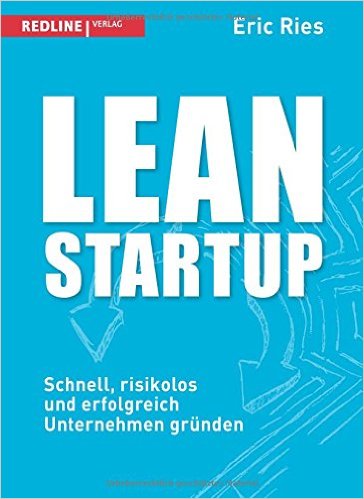 REDLINE | VERLAG
Eric Ries
LEAN
STARTUP
Schnell, risikolos
und erfolgreich
Unternehmen gründen